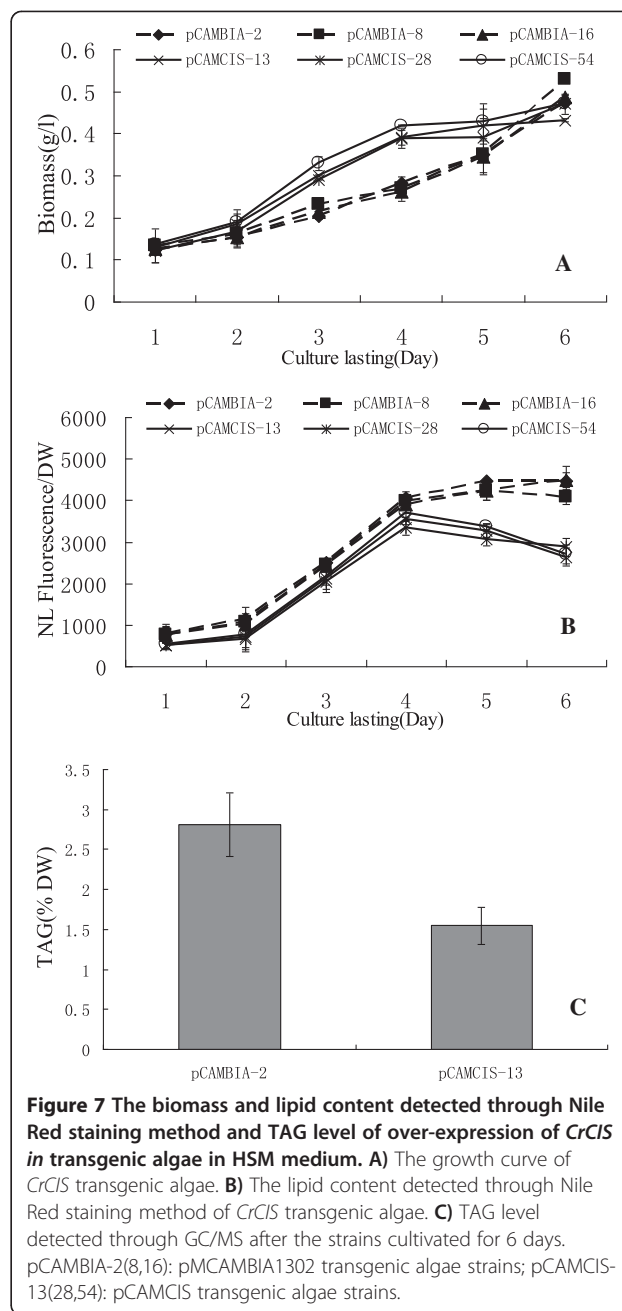 pCAMBIA-2 pCAMBIA-8 pCAMBIA-16
pCAMCIS-13 pCAMCIS-28 pCAMCIS-54
Biomass(g/l)
0.6
0.5
0.4
0.3
0.2
0.1
0
A
1 2 3 4 5 6
Culture lasting(Day)
pCAMBIA-2 pCAMBIA-8 pCAMBIA-16
pCAMCIS-13 pCAMCIS-28 pCAMCIS-54
NL Fluorescence/DW
6000
5000
4000
3000
2000
1000
0
B
1 2 3 4 5 6
Culture lasting(Day)
TAG(% DW)
3.5
3
2.5
2
1.5
1
0.5
0
C
pCAMBIA-2 pCAMCIS-13
Figure 7 The biomass and lipid content detected through Nile
Red staining method and TAG level of over-expression of CrCIS
in transgenic algae in HSM medium. A) The growth curve of
CrCIS transgenic algae. B) The lipid content detected through Nile
Red staining method of CrCIS transgenic algae. C) TAG level
detected through GC/MS after the strains cultivated for 6 days.
pCAMBIA-2(8,16): pMCAMBIA1302 transgenic algae strains; pCAMCIS-
13(28,54): pCAMCIS transgenic algae strains.